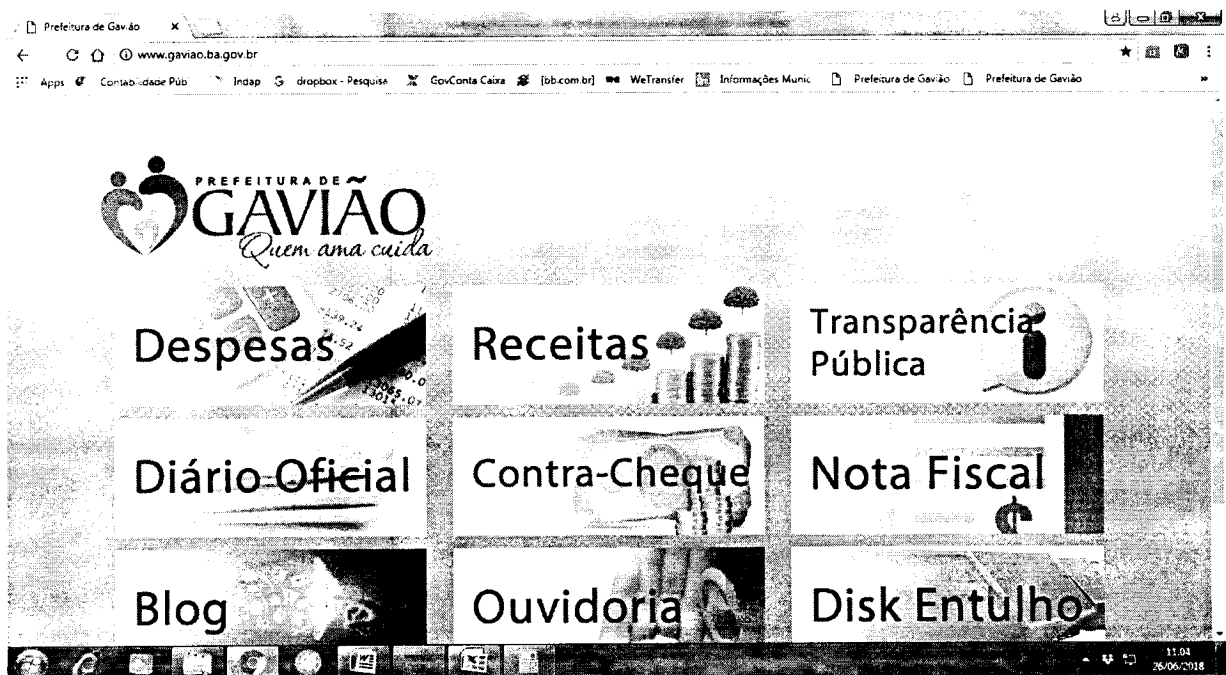 Prefeitura de Gavião
www.gaviao.ba.gov.br
Apps Contabilidade Púb Indap dropbox - Pesquisa GovConta Caixa [bb.com.br] WeTransfer Informações Munic Prefeitura de Gavião Prefeitura de Gavião
PREFEITURA DE
GAVIÃO
Quem ama cuida
Despesas
Receitas
Transparência
Pública
Diário Oficial
Contra-Cheque
Nota Fiscal
Blog
Ouvidoria
Disk Entulho
11:04
26/06/2018